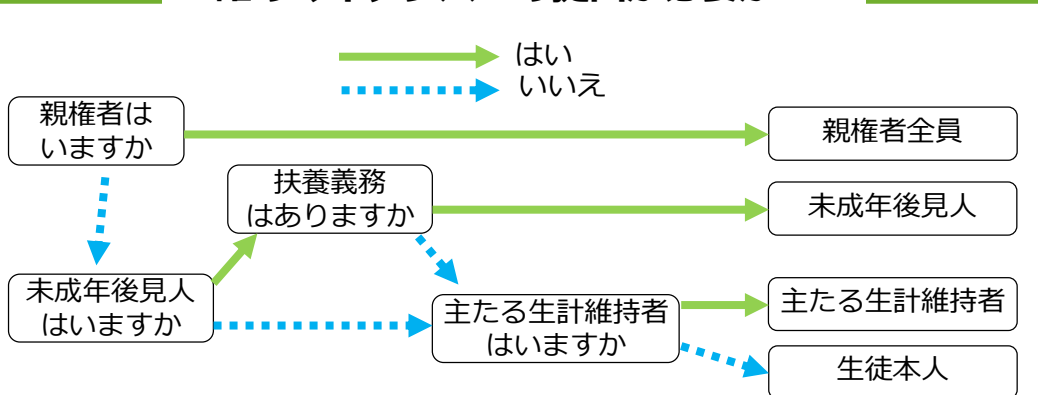 はい
いいえ
親権者は
いますか
親権者全員
扶養義務
はありますか
未成年後見人
未成年後見人
はいますか
主たる生計維持者
はいますか
主たる生計維持者
生徒本人